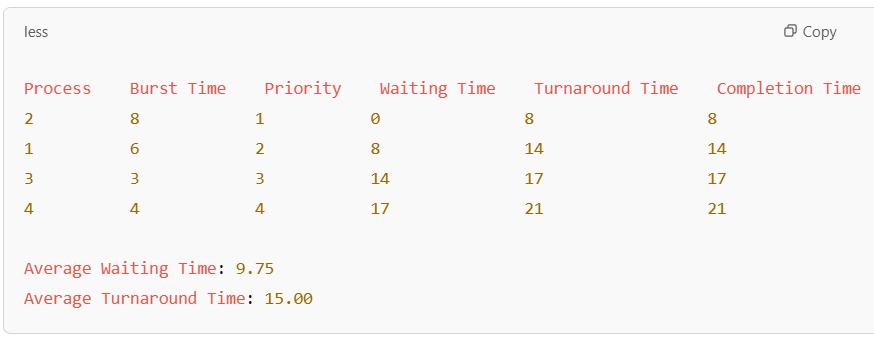 less Copy
Process Burst Time Priority Waiting Time Turnaround Time Completion Time
2 8 1 0 8 8
1 6 2 8 14 14
3 3 3 14 17 17
4 4 4 17 21 21
Average Waiting Time: 9.75
Average Turnaround Time: 15.00